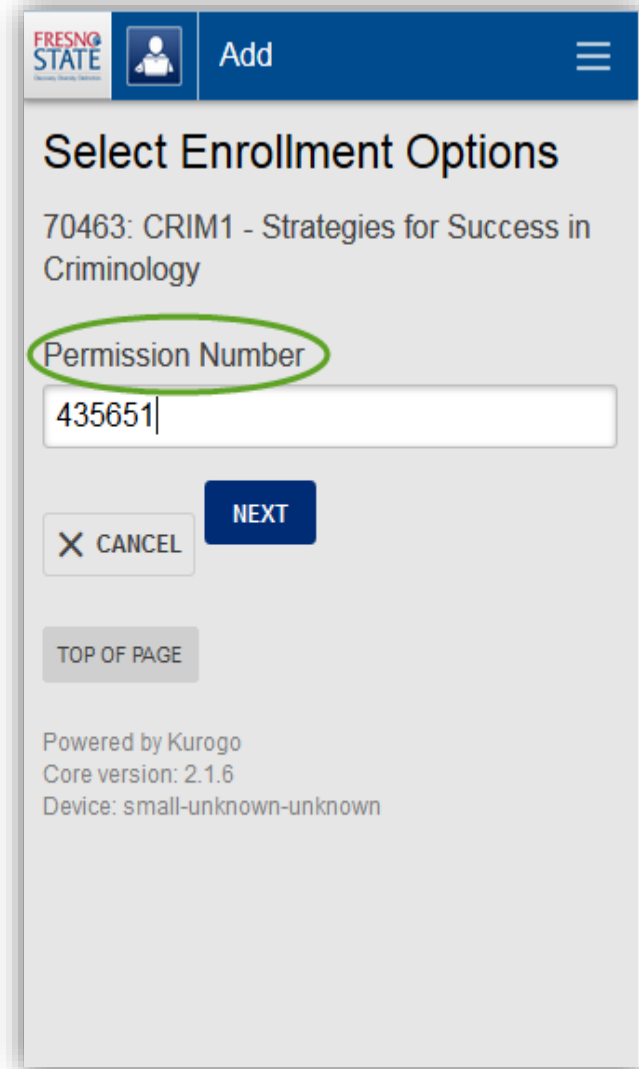 FRESNO
STATE
Add
Select Enrollment Options
70463: CRIM1 - Strategies for Success in
Criminology
Permission Number
435651
NEXT
CANCEL
TOP OF PAGE
Powered by Kurogo
Core version: 2.1.6
Device: small-unknown-unknown